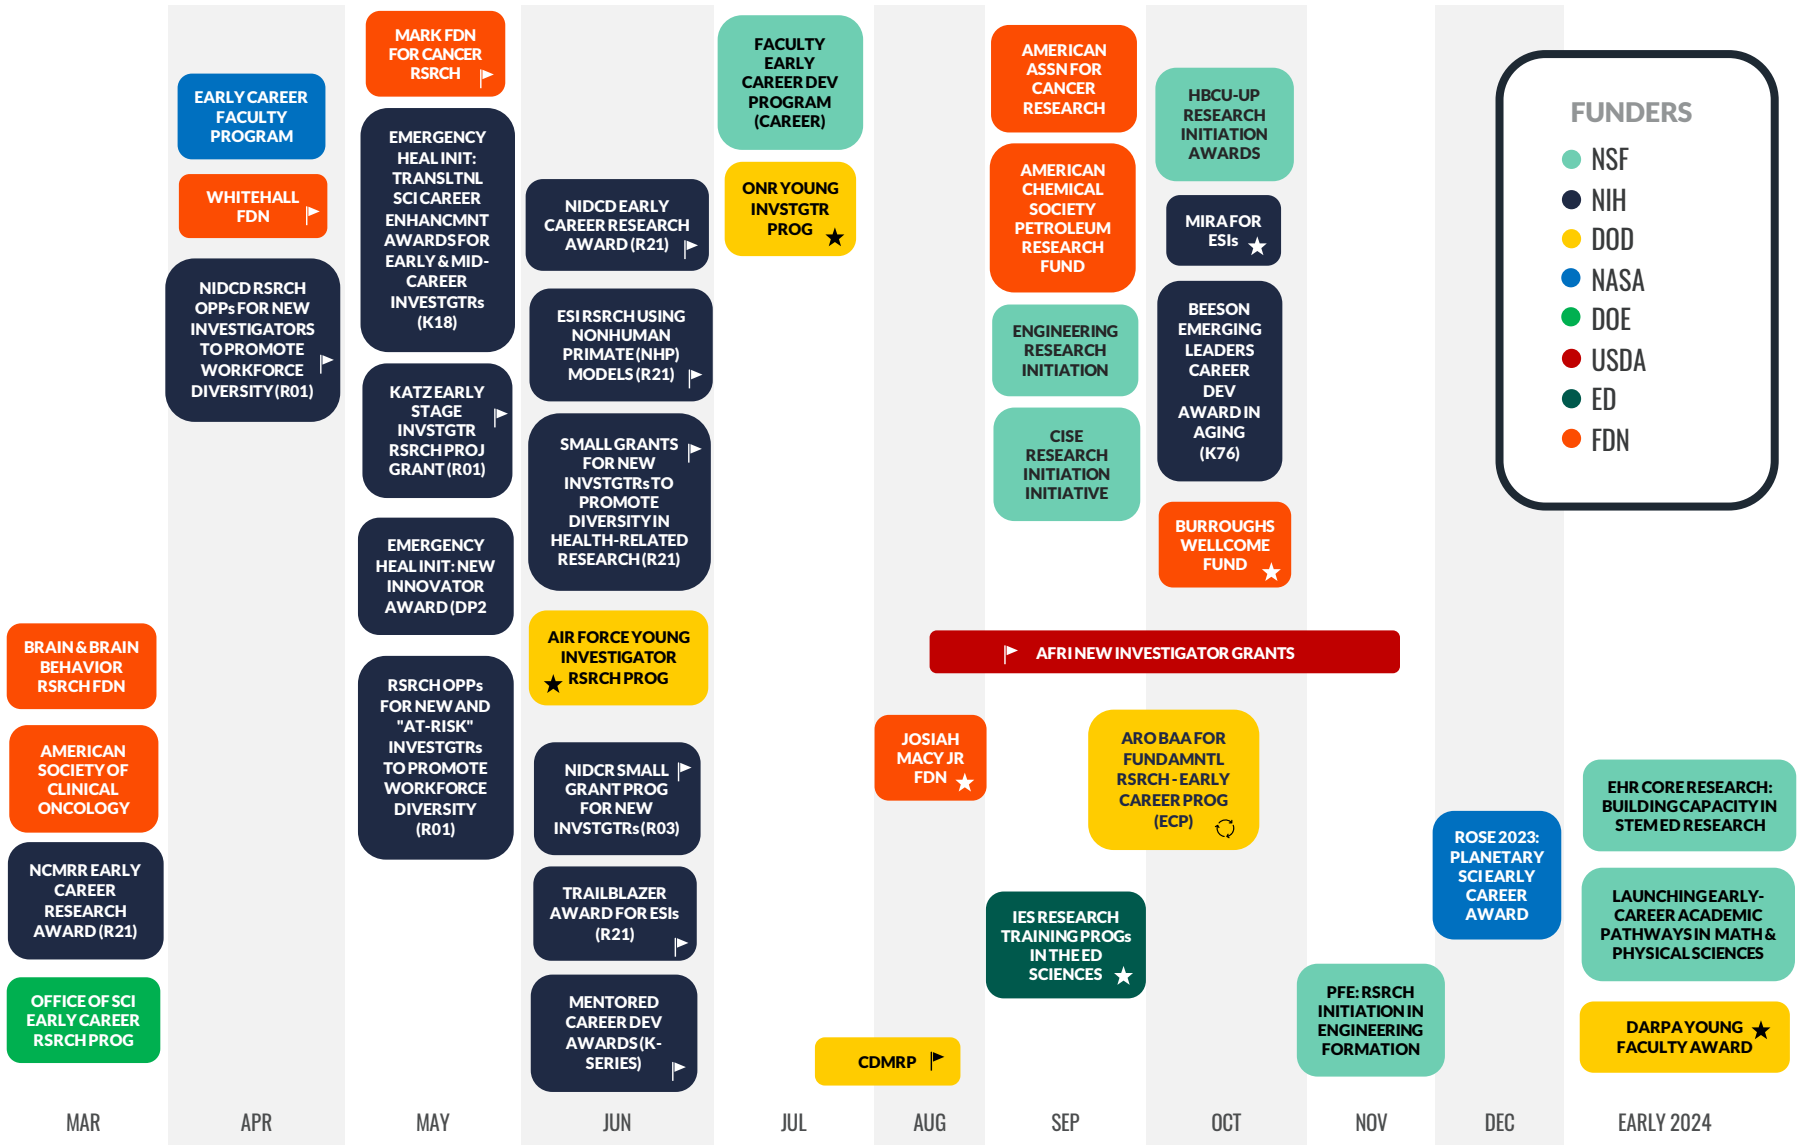 MARK FDN
FOR CANCER
RSRCH
FACULTY
EARLY
CAREER DEV
PROGRAM
(CAREER)
AMERICAN
ASSN FOR
CANCER
RESEARCH
EARLY CAREER
FACULTY
PROGRAM
HBCU-UP
RESEARCH
INITIATION
AWARDS
FUNDERS
NSF
NIH
DOD
NASA
DOE
USDA
ED
FDN
WHITEHALL
FDN
EMERGENCY
HEAL INIT:
TRANSLTNL
SCI CAREER
ENHANCMNT
AWARDS FOR
EARLY & MID-
CAREER
INVESTGTRs
(K18)
NIDCD EARLY
CAREER RESEARCH
AWARD (R21)
ONR YOUNG
INVSTGTR
PROG
AMERICAN
CHEMICAL
SOCIETY
PETROLEUM
RESEARCH
FUND
MIRA FOR
ESIs
NIDCD RSRCH
OPPs FOR NEW
INVESTIGATORS
TO PROMOTE
WORKFORCE
DIVERSITY (R01)
ESI RSRCH USING
NONHUMAN
PRIMATE (NHP)
MODELS (R21)
ENGINEERING
RESEARCH
INITIATION
BEESON
EMERGING
LEADERS
CAREER
DEV
AWARD IN
AGING
(K76)
KATZ EARLY
STAGE
INVSTGTR
RSRCH PROJ
GRANT (R01)
SMALL GRANTS
FOR NEW
INVSTGTRs TO
PROMOTE
DIVERSITY IN
HEALTH-RELATED
RESEARCH (R21)
CISE
RESEARCH
INITIATION
INITIATIVE
EMERGENCY
HEAL INIT: NEW
INNOVATOR
AWARD (DP2
BURROUGHS
WELLCOME
FUND
BRAIN & BRAIN
BEHAVIOR
RSRCH FDN
AIR FORCE YOUNG
INVESTIGATOR
RSRCH PROG
AFRI NEW INVESTIGATOR GRANTS
AMERICAN
SOCIETY OF
CLINICAL
ONCOLOGY
RSRCH OPPs
FOR NEW AND
"AT-RISK"
INVESTGTRs
TO PROMOTE
WORKFORCE
DIVERSITY
(R01)
NIDCR SMALL
GRANT PROG
FOR NEW
INVSTGTRs (R03)
JOSIAH
MACY JR
FDN
ARO BAA FOR
FUNDAMNTL
RSRCH - EARLY
CAREER PROG
(ECP)
EHR CORE RESEARCH:
BUILDING CAPACITY IN
STEM ED RESEARCH
NCMRR EARLY
CAREER
RESEARCH
AWARD (R21)
TRAILBLAZER
AWARD FOR ESIs
(R21)
IES RESEARCH
TRAINING PROGs
IN THE ED
SCIENCES
ROSE 2023:
PLANETARY
SCI EARLY
CAREER
AWARD
LAUNCHING EARLY-
CAREER ACADEMIC
PATHWAYS IN MATH &
PHYSICAL SCIENCES
OFFICE OF SCI
EARLY CAREER
RSRCH PROG
MENTORED
CAREER DEV
AWARDS (K-
SERIES)
CDMRP
PFE: RSRCH
INITIATION IN
ENGINEERING
FORMATION
DARPA YOUNG
FACULTY AWARD
MAR
APR
MAY
JUN
JUL
AUG
SEP
OCT
NOV
DEC
EARLY 2024